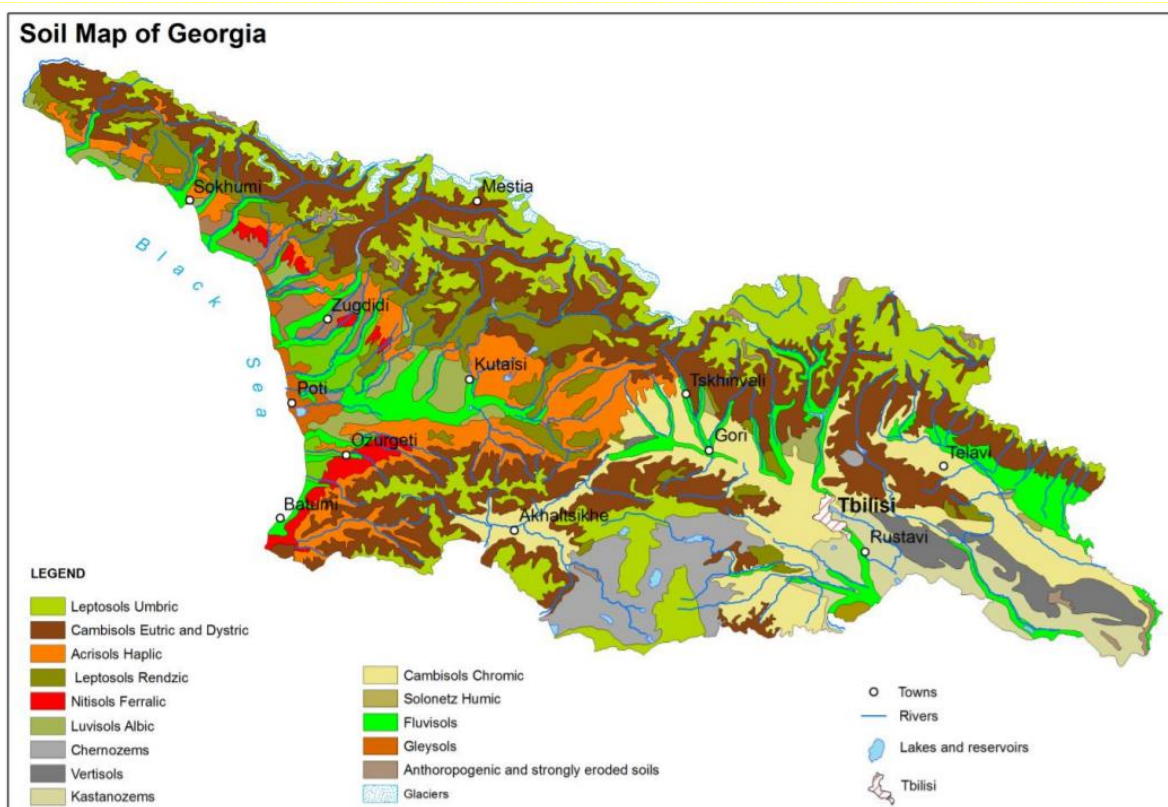 Soil Map of Georgia
Mestia
Sokhumi
Black
Sea
Zugdidi
Kutaisi
Tskhinvali
Poti
Gori
Ozurgeti
Telavi
Batumi
Tbilisi
Akhaltsikhe
Rustavi
LEGEND
Leptosols Umbric
Cambisols Eutric and Dystric
Acrisols Haplic
Leptosols Rendzic
Nitisols Ferralic
Luvisols Albic
Chernozems
Vertisols
Kastanozems
Cambisols Chromic
Solonetz Humic
Fluvisols
Gleysols
Anthoropogenic and strongly eroded soils
Glaciers
Towns
Rivers
Lakes and reservoirs
Tbilisi